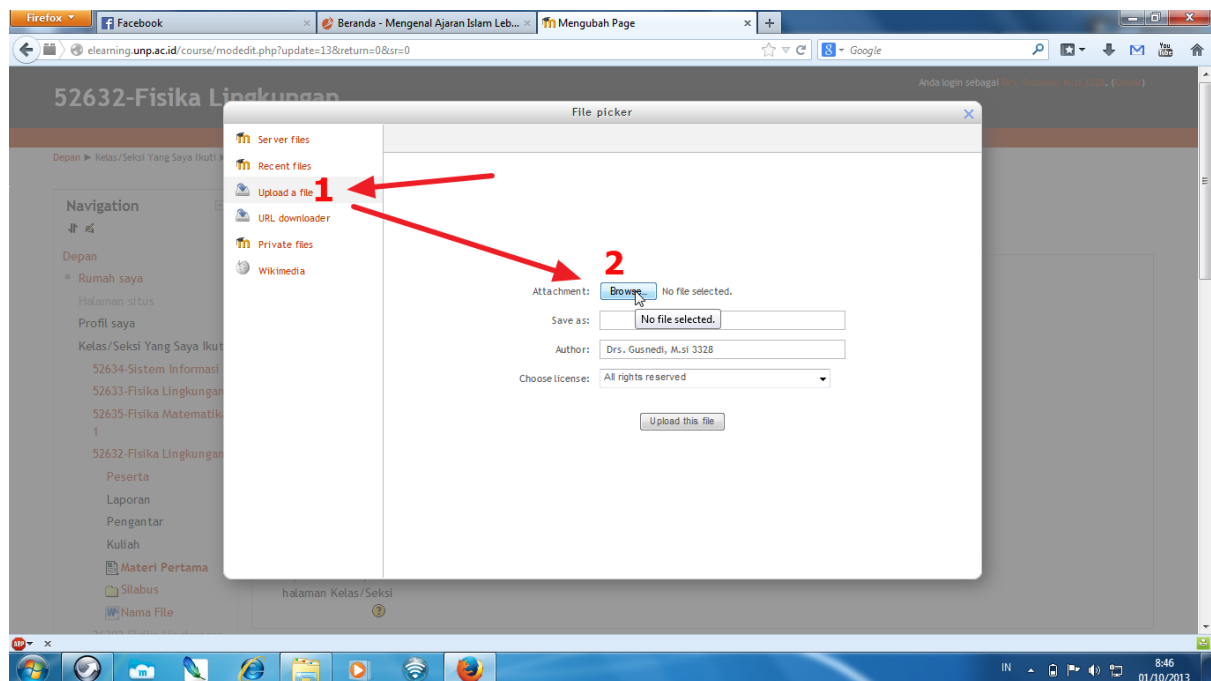 Firefox
Facebook
Beranda - Mengenal Ajaran Islam Leb...
Mengubah Page
elearning.unp.ac.id/course/modedit.php?update=13&return=0&sr=0
Google
Anda login sebagai
52632-Fisika Lingkungan
File picker
Depan ► Kelas/Seksi Yang Saya Ikuti
Server files
Recent files
Upload a file
1
URL downloader
Private files
Wikimedia
2
Attachment: Browse... No file selected.
No file selected.
Save as:
Author: Drs. Gusnedi, M.si 3328
Choose license: All rights reserved
Upload this file
Navigation
Depan
Rumah saya
Halaman situs
Profil saya
Kelas/Seksi Yang Saya Ikut
52634-Sistem Informasi
52633-Fisika Lingkungan
52635-Fisika Matematik
1
52632-Fisika Lingkungan
Peserta
Laporan
Pengantar
Kuliah
Materi Pertama
Silabus
Nama File
halaman Kelas/Seksi
ABP
IN
8:46
01/10/2013